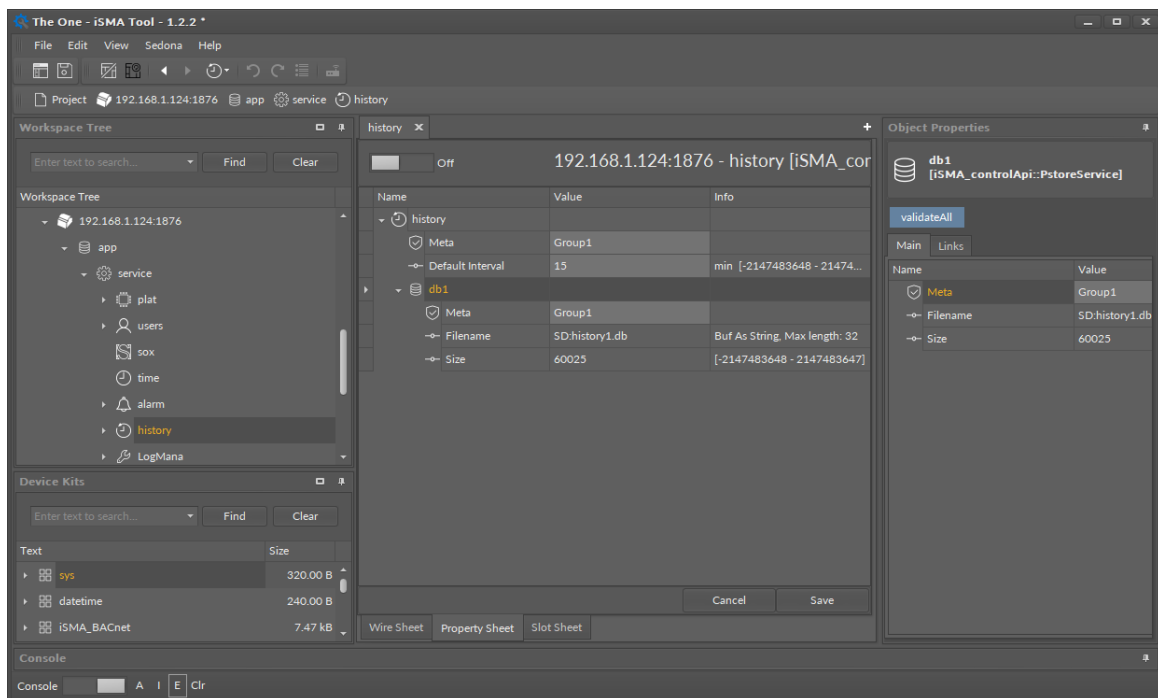 The One - iSMA Tool - 1.2.2 *
File Edit View Sedona Help
Project 192.168.1.124:1876 app service history
Workspace Tree
Enter text to search... Find Clear
Workspace Tree
192.168.1.124:1876
app
service
plat
users
sox
time
alarm
history
LogMana
Device Kits
Enter text to search... Find Clear
Text Size
sys 320.00 B
datetime 240.00 B
iSMA_BACnet 7.47 kB
history
Off 192.168.1.124:1876 - history [iSMA_cor
Name Value Info
history
Meta Group1
Default Interval 15 min [-2147483648 - 21474...
db1
Meta Group1
Filename SD:history1.db Buf As String, Max length: 32
Size 60025 [-2147483648 - 2147483647]
Cancel Save
Wire Sheet Property Sheet Slot Sheet
Object Properties
db1
[iSMA_controlApi::PstoreService]
validateAll
Main Links
Name Value
Meta Group1
Filename SD:history1.db
Size 60025
Console
Console A I E Clr